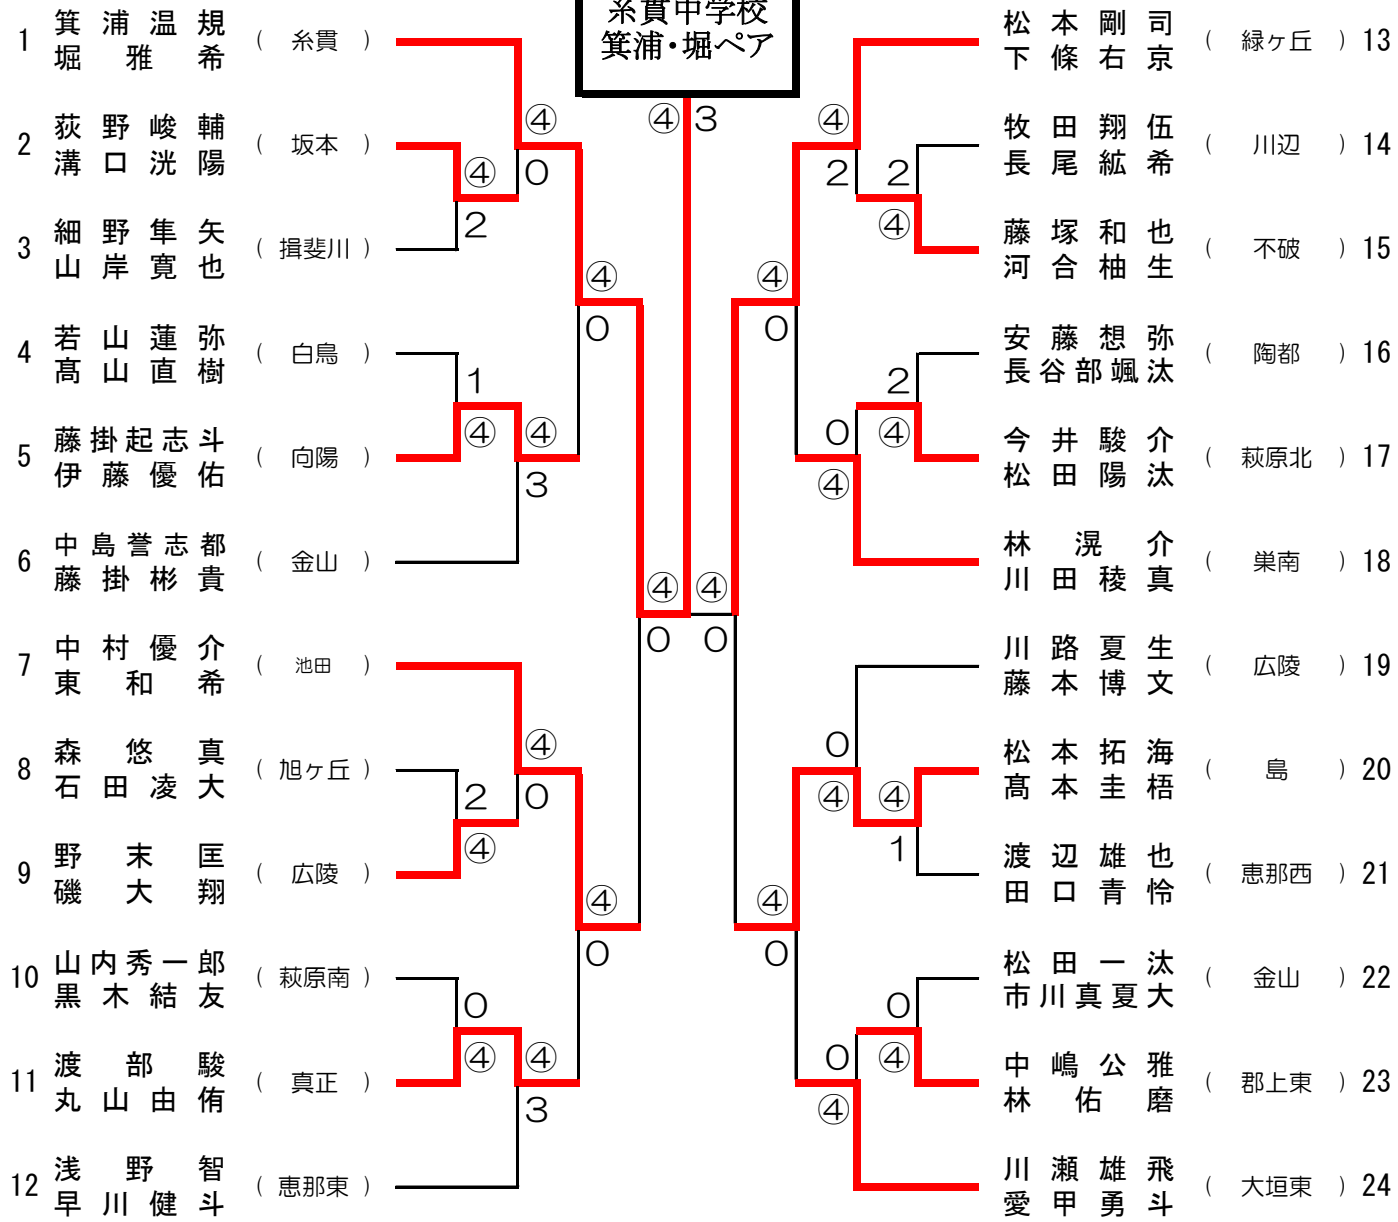 糸貫中学校
箕浦・堀ペア
④ 3
1 箕浦温規 堀雅希 ( 糸貫 )
2 荻野峻輔 溝口洸陽 ( 坂本 )
3 細野隼矢 山岸寛也 ( 揖斐川 )
4 若山蓮弥 髙山直樹 ( 白鳥 )
5 藤掛起志斗 伊藤優佑 ( 向陽 )
6 中島誉志都 藤掛彬貴 ( 金山 )
7 中村優介 東和希 ( 池田 )
8 森悠真 石田凌大 ( 旭ヶ丘 )
9 野末匡 磯大翔 ( 広陵 )
10 山内秀一郎 黒木結友 ( 萩原南 )
11 渡部駿 丸山由侑 ( 真正 )
12 浅野智 早川健斗 ( 恵那東 )
④
0
④
2
④
0
1
④
④
3
④
0
④
0
2
④
④
0
0
④
④
3
松本剛司 下條右京 ( 緑ヶ丘 ) 13
牧田翔伍 長尾紘希 ( 川辺 ) 14
藤塚和也 河合柚生 ( 不破 ) 15
安藤想弥 長谷部颯汰 ( 陶都 ) 16
今井駿介 松田陽汰 ( 萩原北 ) 17
林滉介 川田稜真 ( 巣南 ) 18
川路夏生 藤本博文 ( 広陵 ) 19
松本拓海 髙本圭梧 ( 島 ) 20
渡辺雄也 田口青怜 ( 恵那西 ) 21
松田一汰 市川真夏大 ( 金山 ) 22
中嶋公雅 林佑磨 ( 郡上東 ) 23
川瀬雄飛 愛甲勇斗 ( 大垣東 ) 24
④
2
2
④
④
0
2
④
0
④
④
0
0
④
④
1
④
0
0
④
0
④